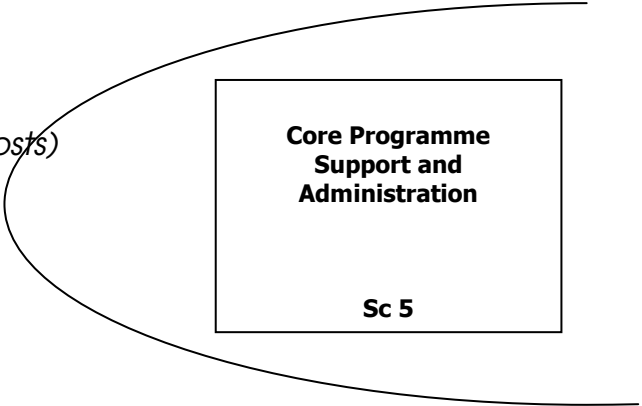 osts)
Core Programme
Support and
Administration
Sc 5